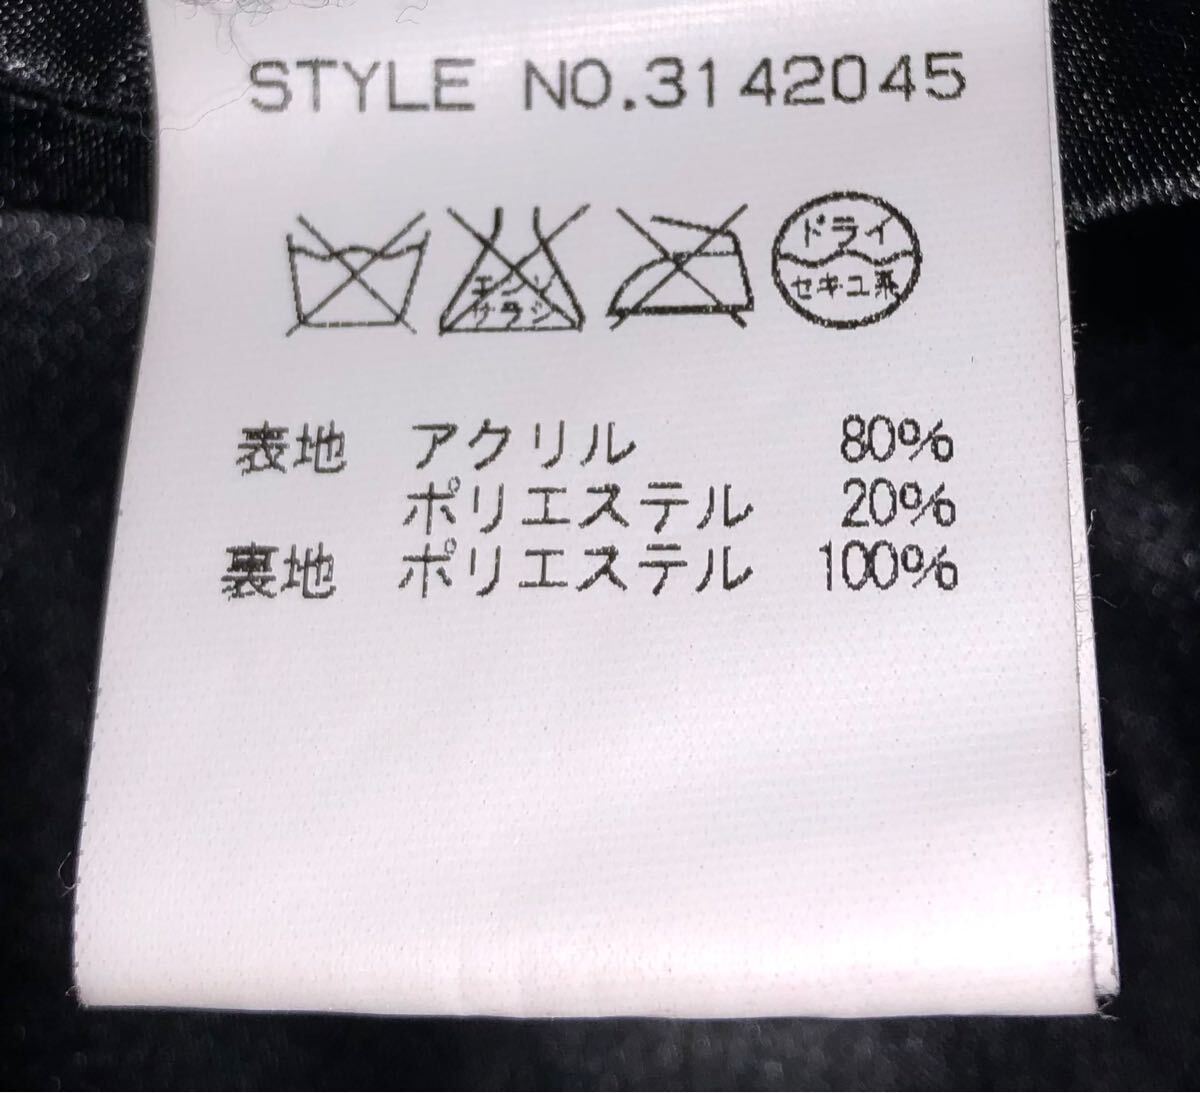 STYLE NO.3142045
エンソ サラシ ドライ セキユ系
表地 アクリル 80%
ポリエステル 20%
裏地 ポリエステル 100%